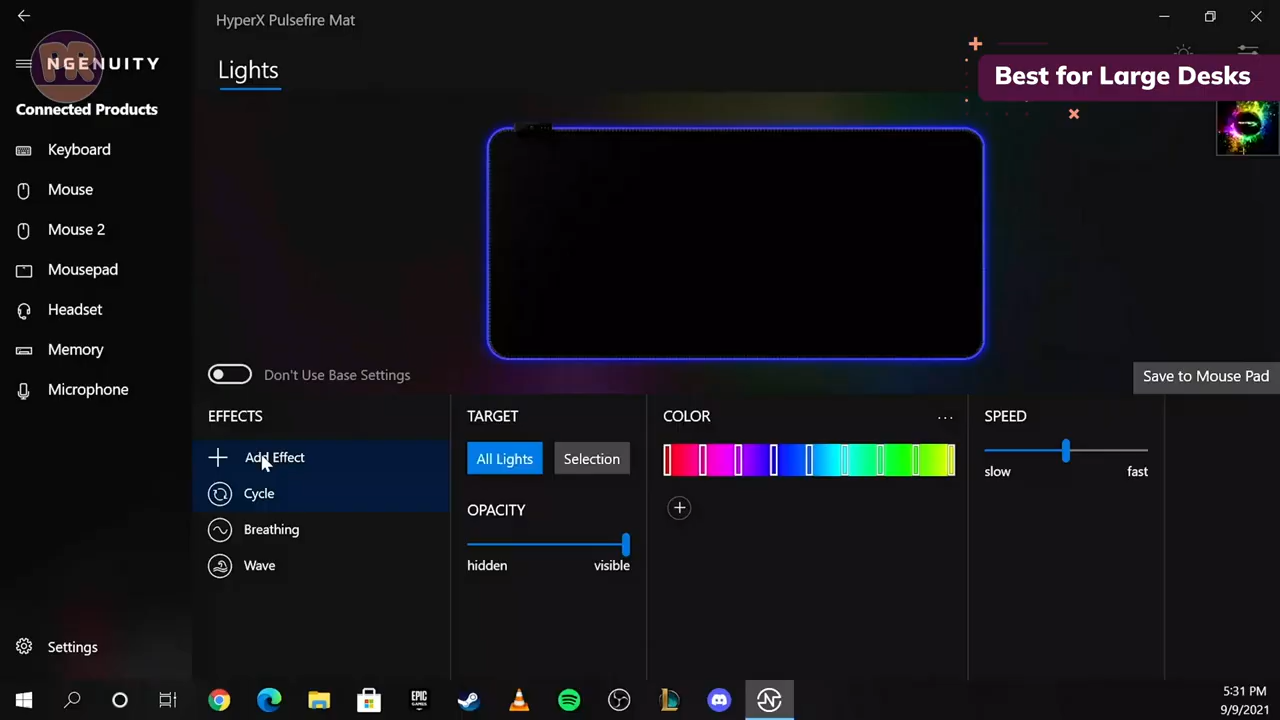 HyperX Pulsefire Mat
NGENUITY
Lights
Best for Large Desks
Connected Products
Keyboard
Mouse
Mouse 2
Mousepad
Headset
Memory
Microphone
Don't Use Base Settings
Save to Mouse Pad
EFFECTS
Add Effect
Cycle
Breathing
Wave
TARGET
All Lights
Selection
OPACITY
hidden
visible
COLOR
...
SPEED
slow
fast
Settings
EPIC
GAMES
5:31 PM
9/9/2021